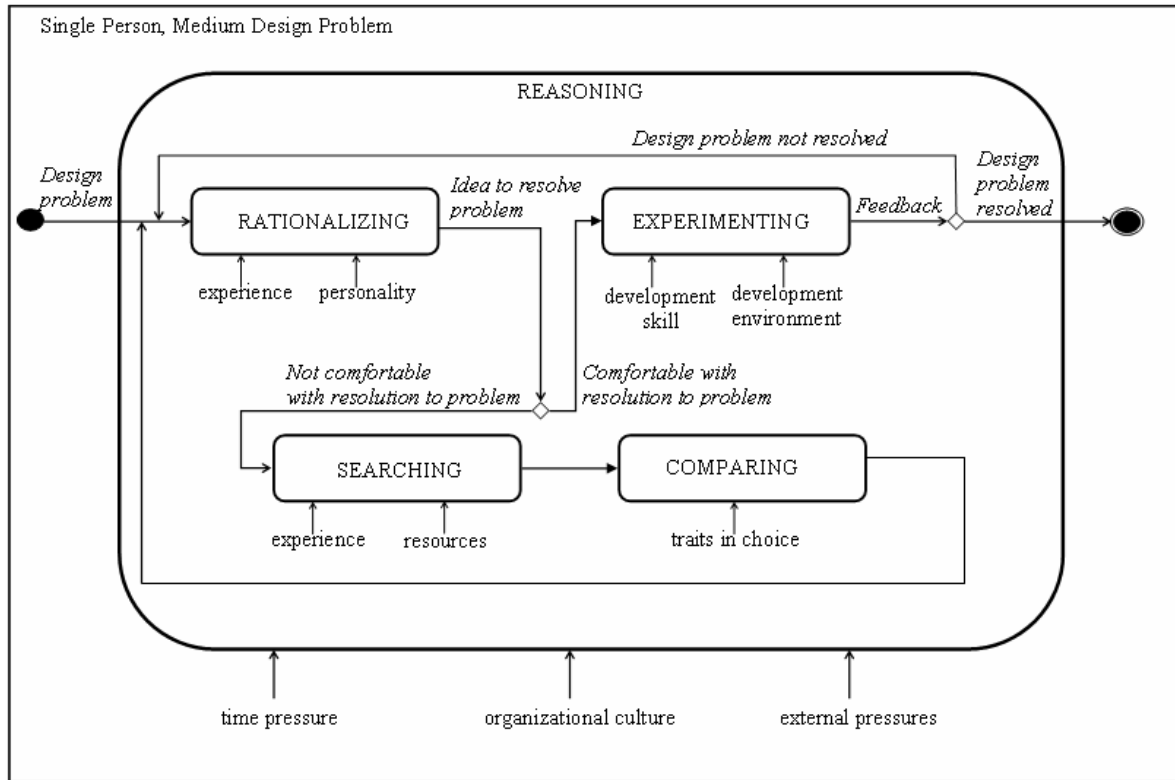 Single Person, Medium Design Problem
REASONING
Design problem not resolved
Design
problem
Idea to resolve
problem
Design
problem
resolved
RATIONALIZING
EXPERIMENTING
Feedback
experience
personality
development
skill
development
environment
Not comfortable
with resolution to problem
Comfortable with
resolution to problem
SEARCHING
COMPARING
experience
resources
traits in choice
time pressure
organizational culture
external pressures